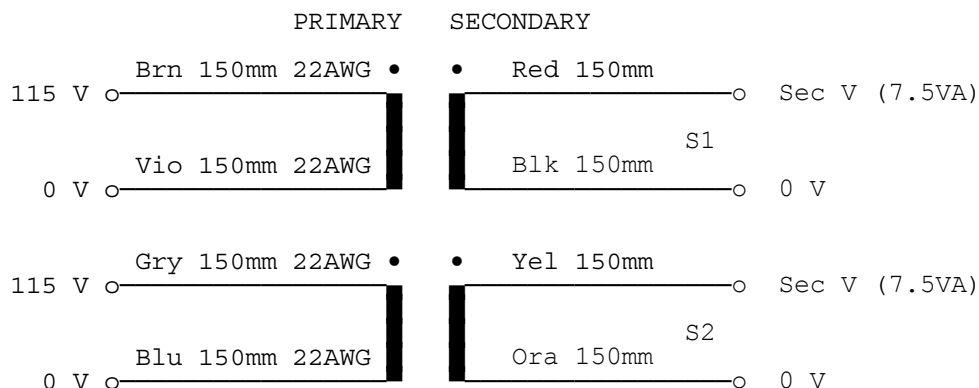 PRIMARY SECONDARY
Brn 150mm 22AWG • • Red 150mm
115 V Sec V (7.5VA)
S1
Vio 150mm 22AWG Blk 150mm
0 V 0 V
Gry 150mm 22AWG • • Yel 150mm
115 V Sec V (7.5VA)
S2
Blu 150mm 22AWG Ora 150mm
0 V 0 V